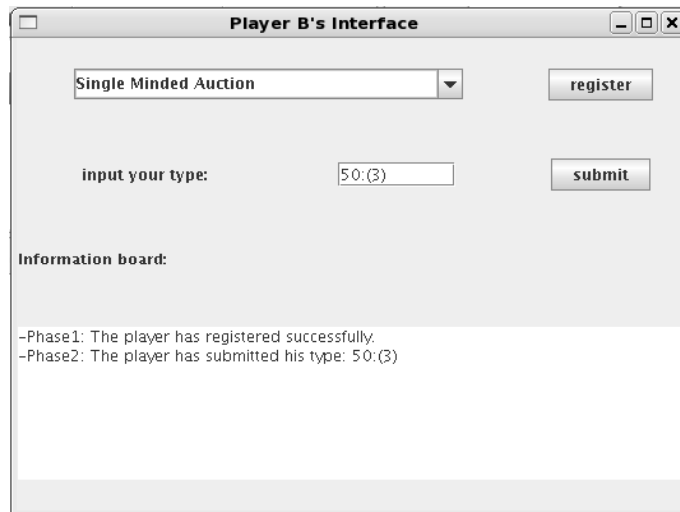 Player B's Interface
Single Minded Auction
register
input your type:
50:(3)
submit
Information board:
-Phase1: The player has registered successfully.
-Phase2: The player has submitted his type: 50:(3)